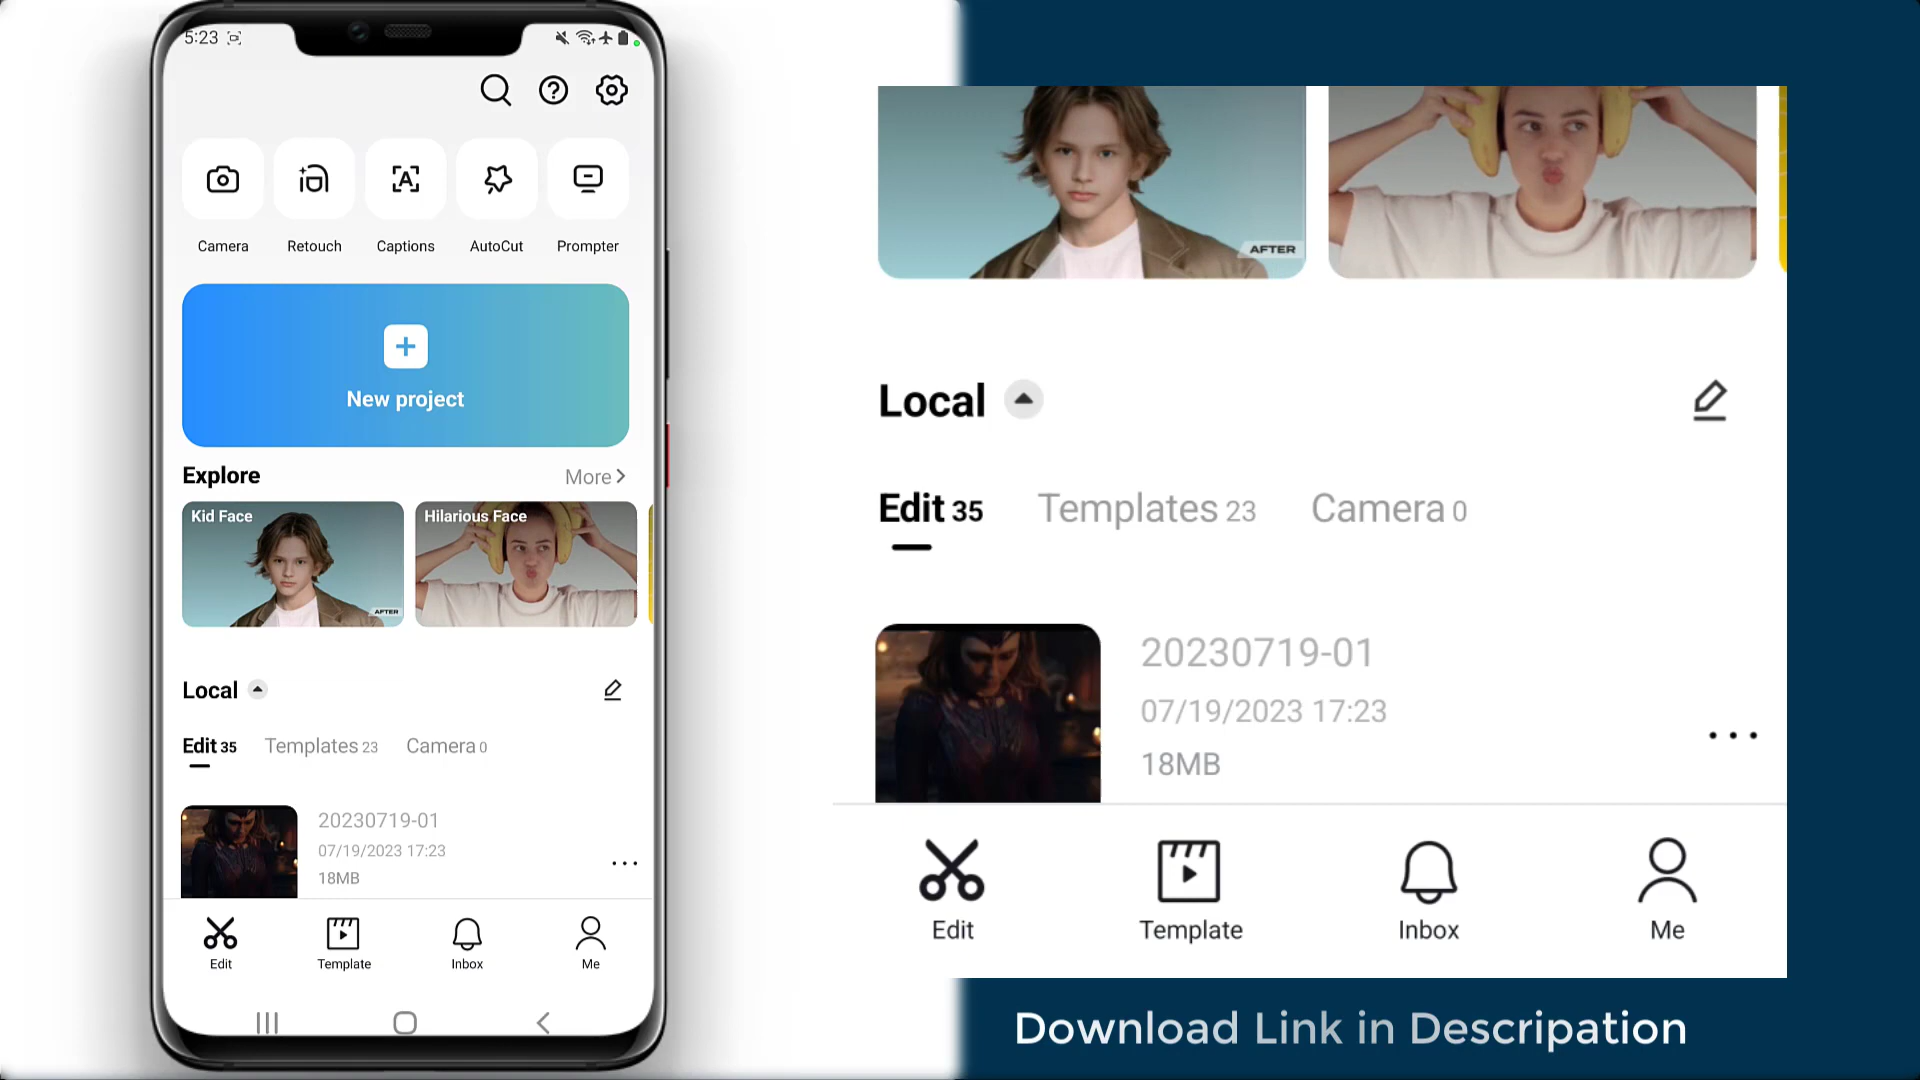 5:23
Camera
Retouch
Captions
AutoCut
Prompter
New project
Explore
More
Kid Face
Hilarious Face
AFTER
Local
Edit 35
Templates 23
Camera 0
20230719-01
07/19/2023 17:23
18MB
Edit
Template
Inbox
Me
AFTER
Local
Edit 35
Templates 23
Camera 0
20230719-01
07/19/2023 17:23
18MB
Edit
Template
Inbox
Me
Download Link in Descripation